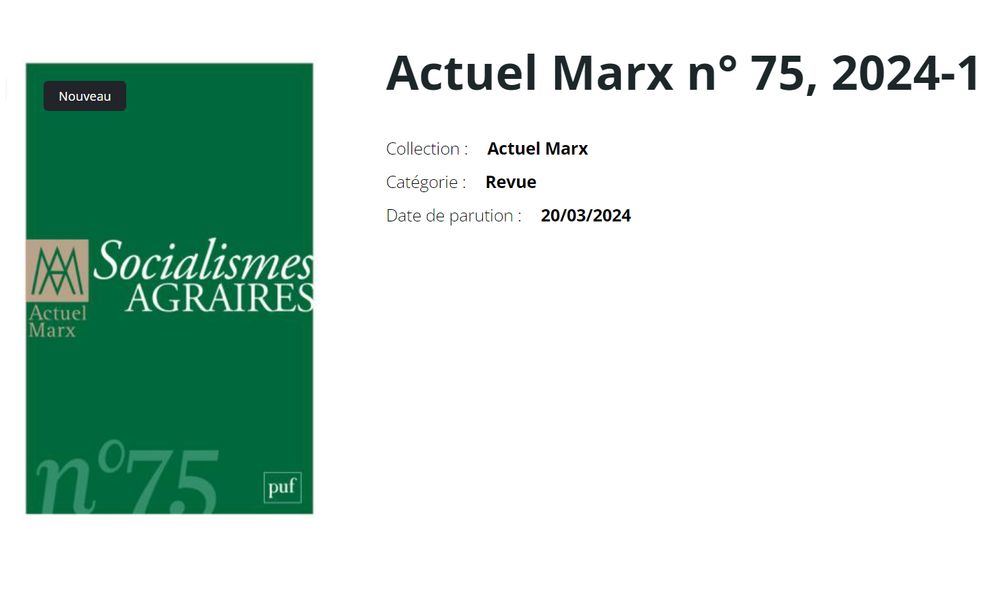 Nouveau
Socialismes
AGRAIRES
Actuel
Marx
n°75
puf
Actuel Marx n° 75, 2024-1
Collection : Actuel Marx
Catégorie : Revue
Date de parution : 20/03/2024